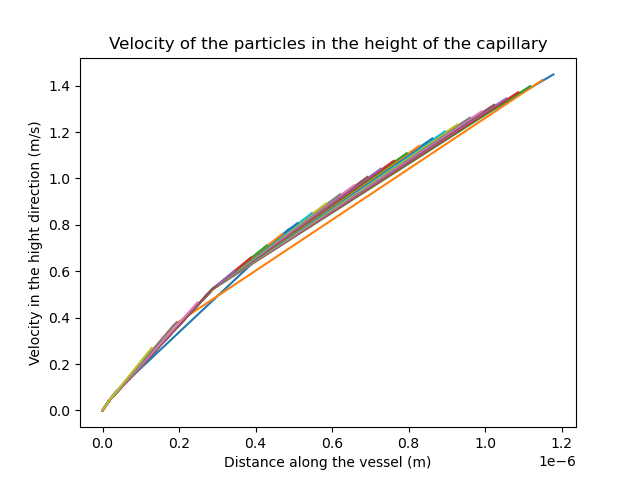 Velocity of the particles in the height of the capillary
1.4
1.2
1.0
0.8
0.6
0.4
0.2
0.0
Velocity in the hight direction (m/s)
0.0 0.2 0.4 0.6 0.8 1.0 1.2
1e−6
Distance along the vessel (m)